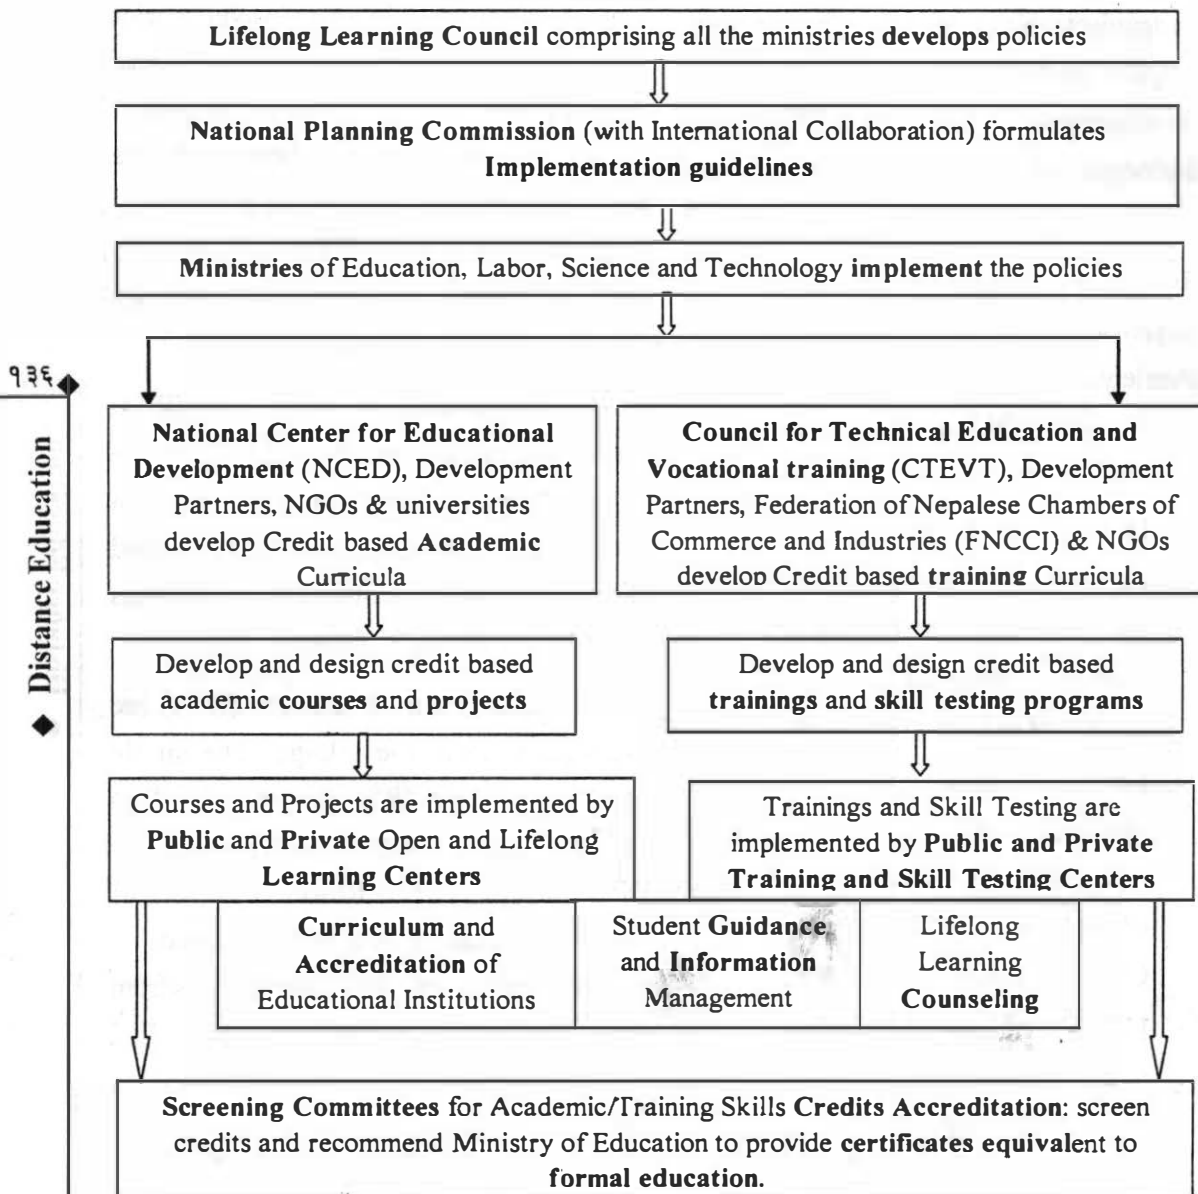 Lifelong Learning Council comprising all the ministries develops policies
National Planning Commission (with International Collaboration) formulates
Implementation guidelines
Ministries of Education, Labor, Science and Technology implement the policies
१३६
Distance Education
National Center for Educational
Development (NCED), Development
Partners, NGOs & universities
develop Credit based Academic
Curricula
Council for Technical Education and
Vocational training (CTEVT), Development
Partners, Federation of Nepalese Chambers of
Commerce and Industries (FNCCI) & NGOs
develop Credit based training Curricula
Develop and design credit based
academic courses and projects
Develop and design credit based
trainings and skill testing programs
Courses and Projects are implemented by
Public and Private Open and Lifelong
Learning Centers
Trainings and Skill Testing are
implemented by Public and Private
Training and Skill Testing Centers
Curriculum and
Accreditation of
Educational Institutions
Student Guidance
and Information
Management
Lifelong
Learning
Counseling
Screening Committees for Academic/Training Skills Credits Accreditation: screen
credits and recommend Ministry of Education to provide certificates equivalent to
formal education.